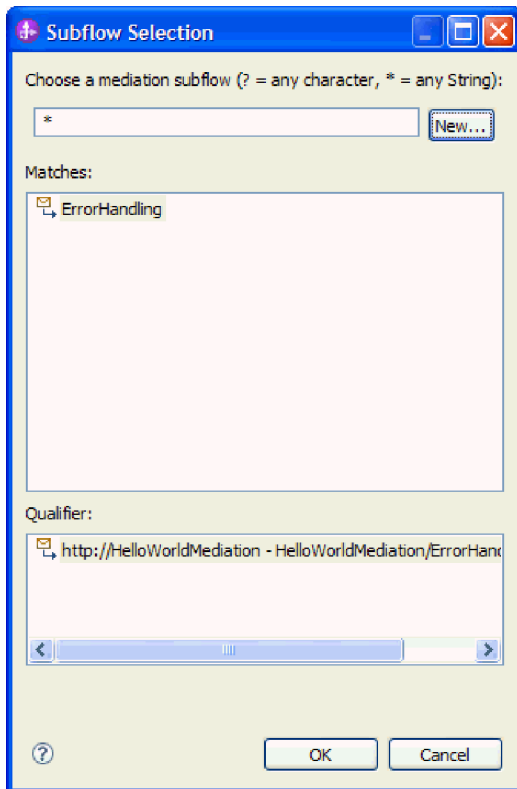 Subflow Selection
Choose a mediation subflow (? = any character, * = any String):
*
New...
Matches:
ErrorHandling
Qualifier:
http://HelloWorldMediation - HelloWorldMediation/ErrorHand
?
OK
Cancel